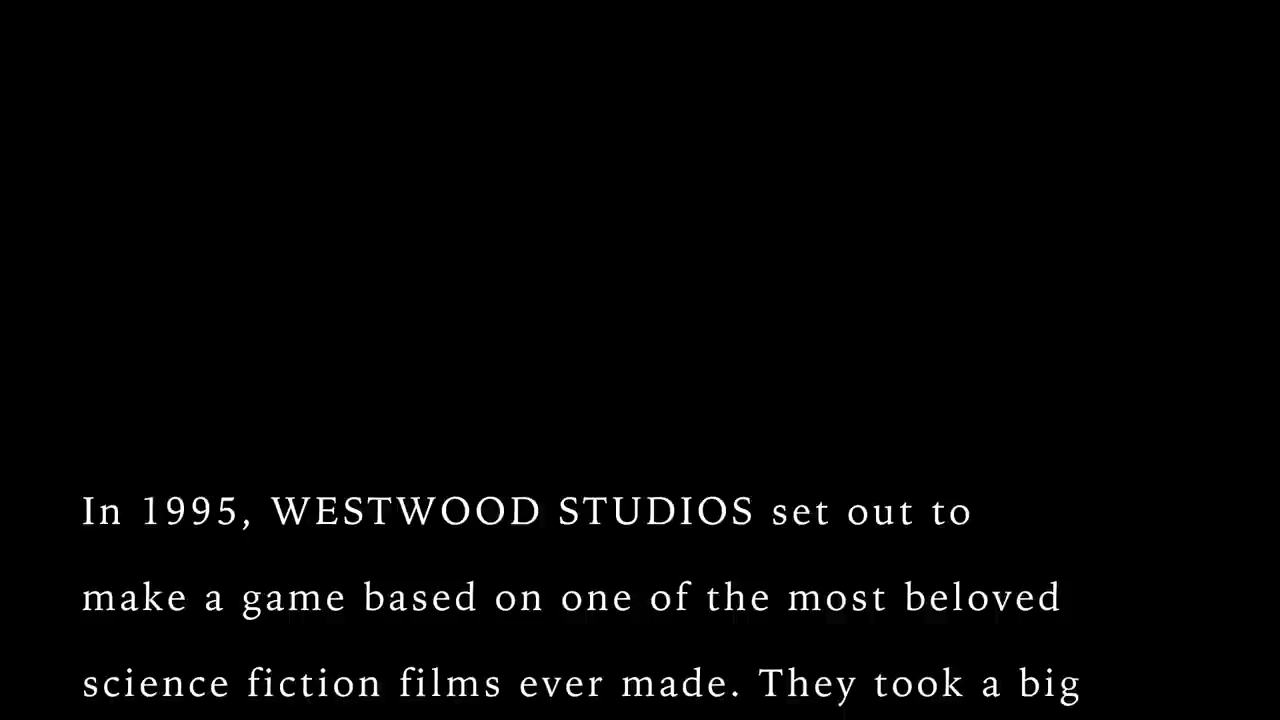 In 1995, WESTWOOD STUDIOS set out to
make a game based on one of the most beloved
science fiction films ever made. They took a big